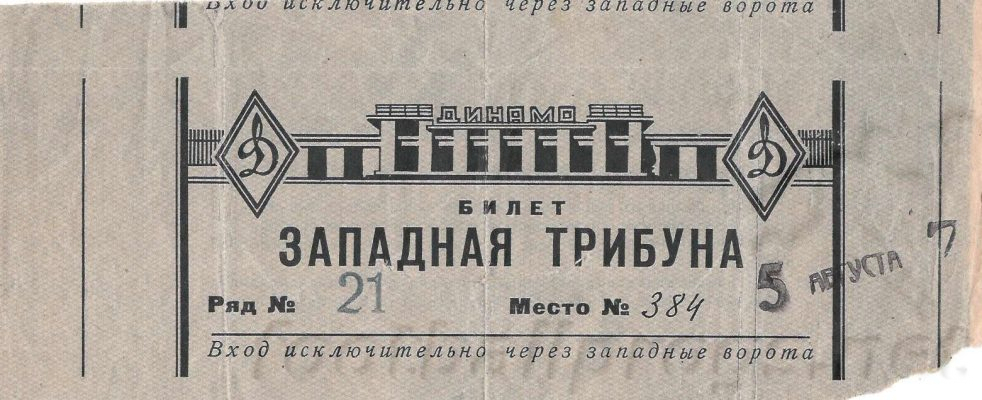 Вход исключительно через западные ворота
Д
ДИНАМО
Д
БИЛЕТ
ЗАПАДНАЯ ТРИБУНА
Ряд № 21
Место № 384
5 АВГУСТА
Вход исключительно через западные ворота